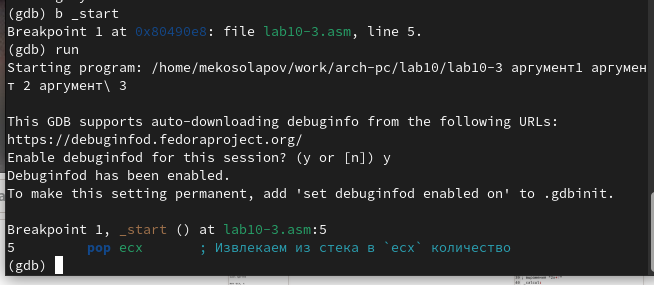 (gdb) b _start
Breakpoint 1 at 0x80490e8: file lab10-3.asm, line 5.
(gdb) run
Starting program: /home/mekosolapov/work/arch-pc/lab10/lab10-3 аргумент1 аргумен
т 2 аргумент\ 3
This GDB supports auto-downloading debuginfo from the following URLs:
https://debuginfod.fedoraproject.org/
Enable debuginfod for this session? (y or [n]) y
Debuginfod has been enabled.
To make this setting permanent, add 'set debuginfod enabled on' to .gdbinit.
Breakpoint 1, _start () at lab10-3.asm:5
5 pop ecx ; Извлекаем из стека в `ecx` количество
(gdb)